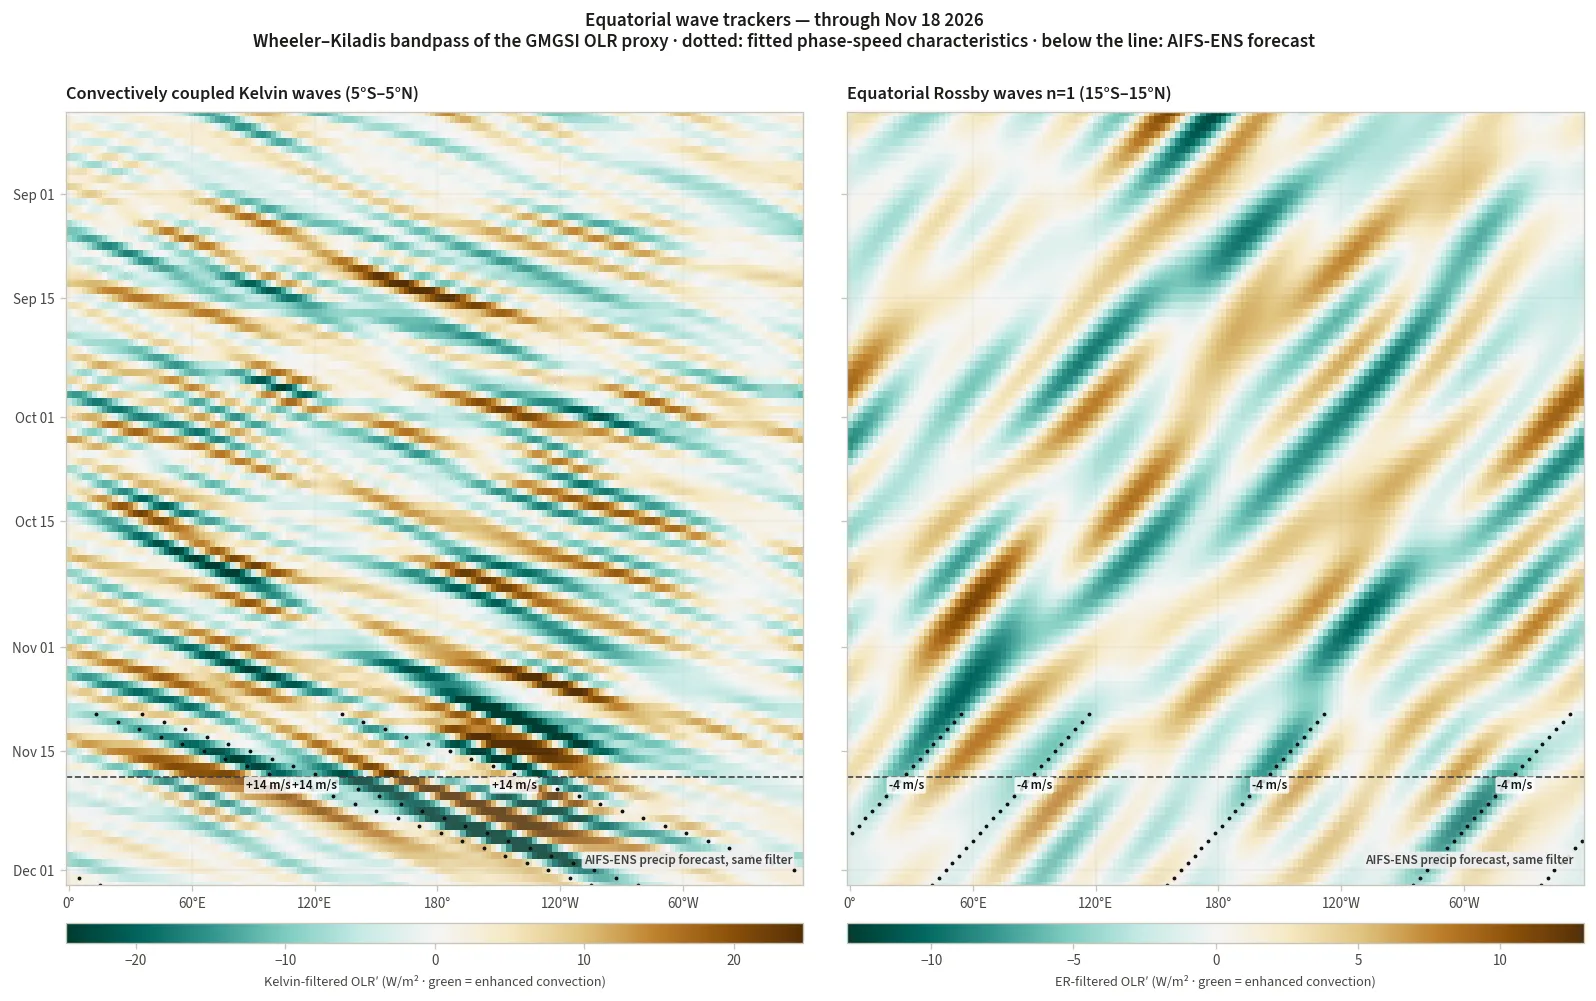 Equatorial wave trackers — through Nov 18 2026
Wheeler–Kiladis bandpass of the GMGSI OLR proxy · dotted: fitted phase-speed characteristics · below the line: AIFS-ENS forecast
Convectively coupled Kelvin waves (5°S–5°N)
Equatorial Rossby waves n=1 (15°S–15°N)
Sep 01
Sep 15
Oct 01
Oct 15
Nov 01
Nov 15
Dec 01
+14 m/s
+14 m/s
+14 m/s
-4 m/s
-4 m/s
-4 m/s
-4 m/s
AIFS-ENS precip forecast, same filter
AIFS-ENS precip forecast, same filter
0° 60°E 120°E 180° 120°W 60°W
0° 60°E 120°E 180° 120°W 60°W
−20 −10 0 10 20
−10 −5 0 5 10
Kelvin-filtered OLR′ (W/m² · green = enhanced convection)
ER-filtered OLR′ (W/m² · green = enhanced convection)